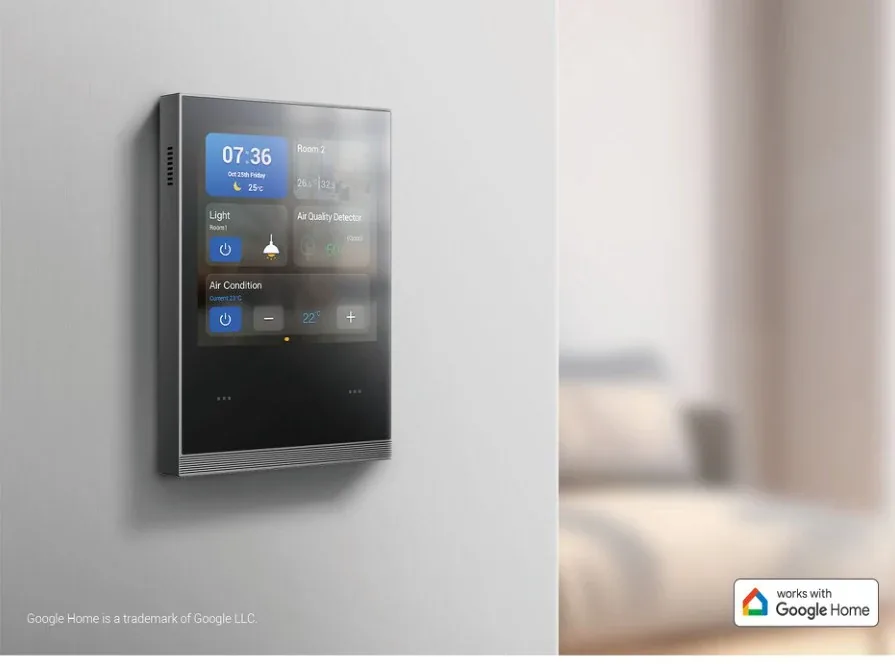 07:36
Oct 25th Friday
25°C
Room 2
Light
Room1
Air Quality Detector
Air Condition
Current 23°C
22°C
Google Home is a trademark of Google LLC.
works with
Google Home